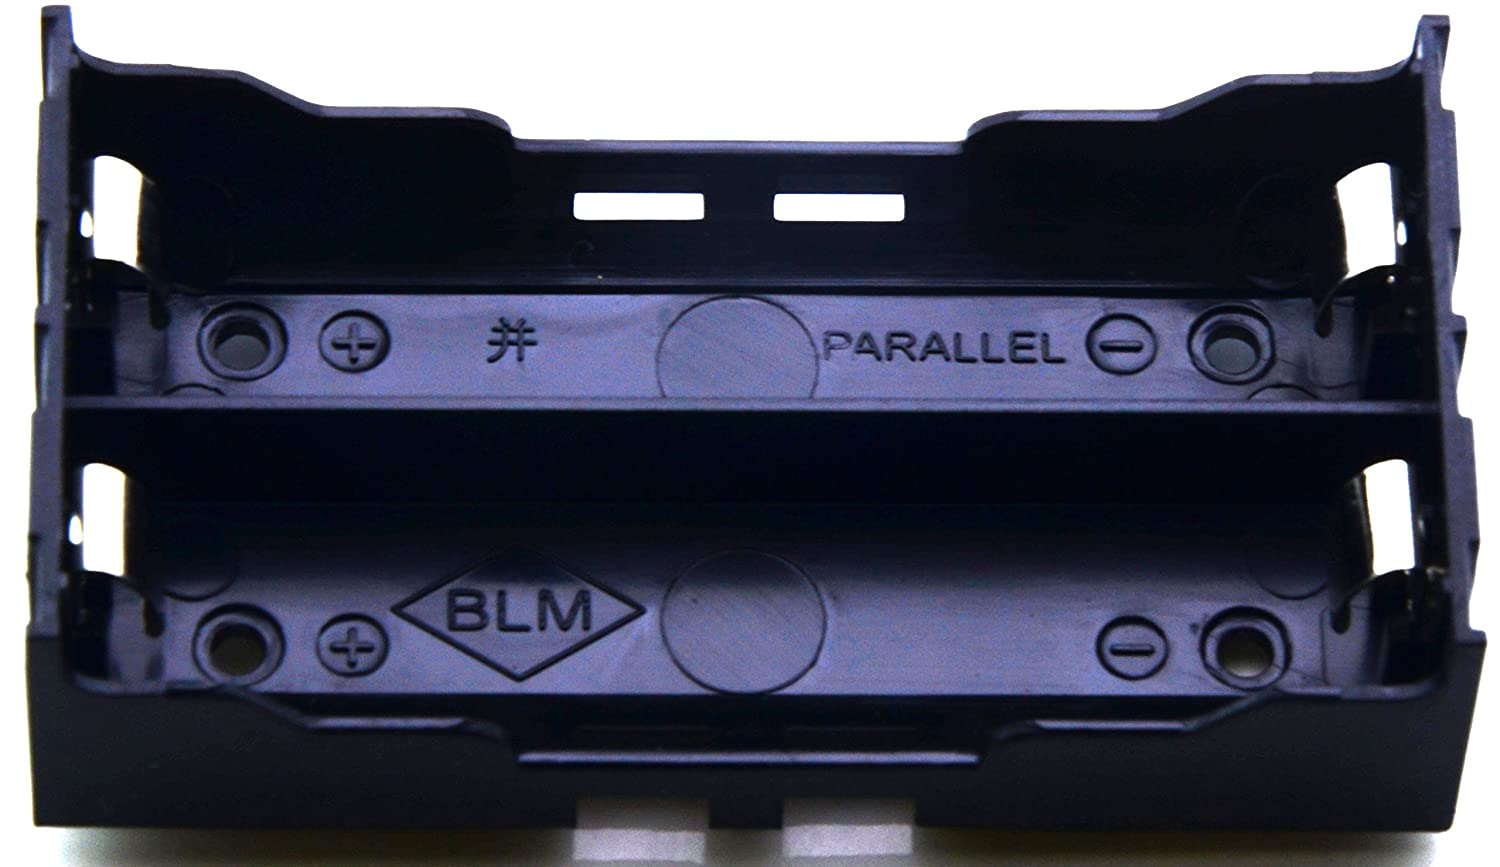 + 并 PARALLEL -
+ BLM -